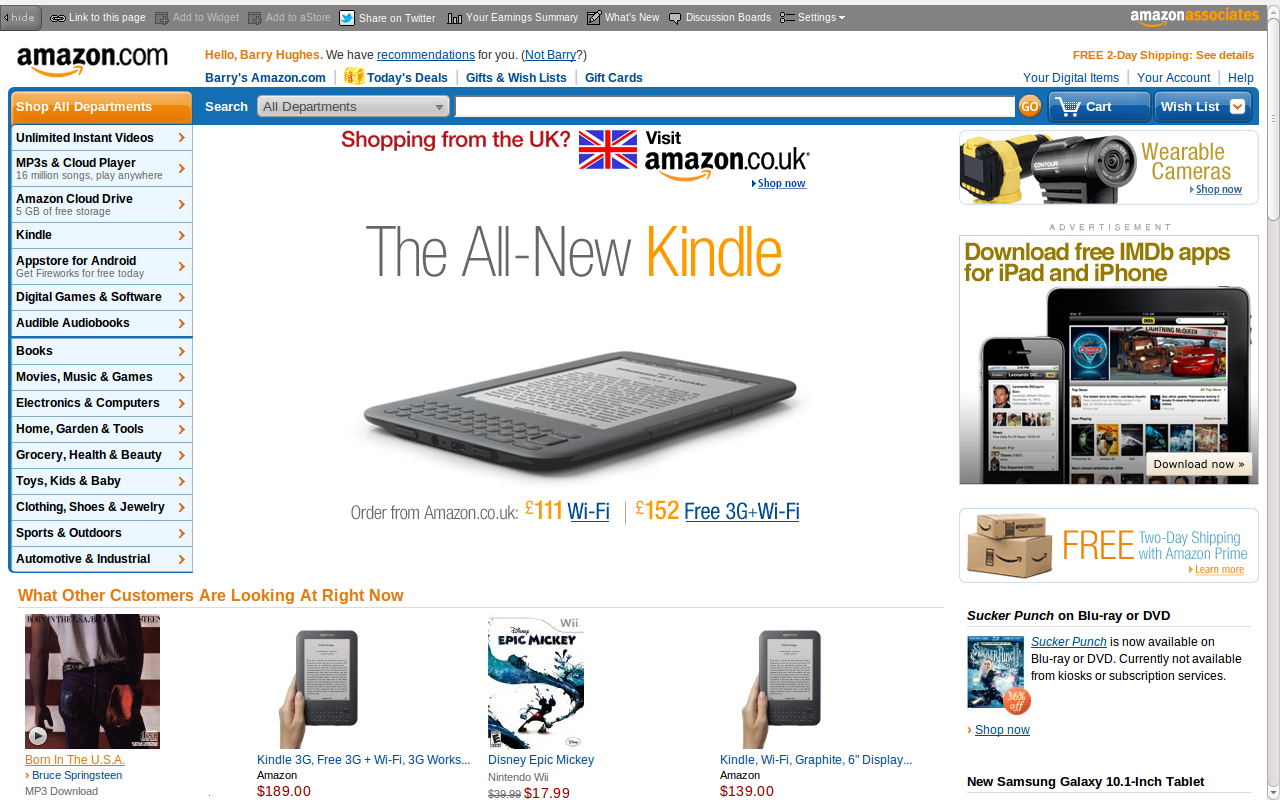 hide
Link to this page
Add to Widget
Add to aStore
Share on Twitter
Your Earnings Summary
What's New
Discussion Boards
Settings
amazonassociates
amazon.com
Hello, Barry Hughes. We have recommendations for you. (Not Barry?)
FREE 2-Day Shipping: See details
Barry's Amazon.com
Today's Deals
Gifts & Wish Lists
Gift Cards
Your Digital Items
Your Account
Help
Shop All Departments
Search
All Departments
GO
Cart
Wish List
Unlimited Instant Videos
MP3s & Cloud Player
16 million songs, play anywhere
Amazon Cloud Drive
5 GB of free storage
Kindle
Appstore for Android
Get Fireworks for free today
Digital Games & Software
Audible Audiobooks
Books
Movies, Music & Games
Electronics & Computers
Home, Garden & Tools
Grocery, Health & Beauty
Toys, Kids & Baby
Clothing, Shoes & Jewelry
Sports & Outdoors
Automotive & Industrial
Shopping from the UK?
Visit
amazon.co.uk
Shop now
The All-New Kindle
Order from Amazon.co.uk: £111 Wi-Fi
£152 Free 3G+Wi-Fi
CONTOUR
Wearable
Cameras
Shop now
ADVERTISEMENT
Download free IMDb apps
for iPad and iPhone
LIGHTNING MCQUEEN
Download now »
FREE Two-Day Shipping
with Amazon Prime
Learn more
What Other Customers Are Looking At Right Now
BORN IN THE U.S.A./
Born In The U.S.A.
› Bruce Springsteen
MP3 Download
Kindle 3G, Free 3G + Wi-Fi, 3G Works...
Amazon
$189.00
Wii
Disney
EPIC MICKEY
Disney
Disney Epic Mickey
Nintendo Wii
$39.99 $17.99
Kindle, Wi-Fi, Graphite, 6" Display...
Amazon
$139.00
Sucker Punch on Blu-ray or DVD
36%
off
Sucker Punch is now available on
Blu-ray or DVD. Currently not available
from kiosks or subscription services.
› Shop now
New Samsung Galaxy 10.1-Inch Tablet